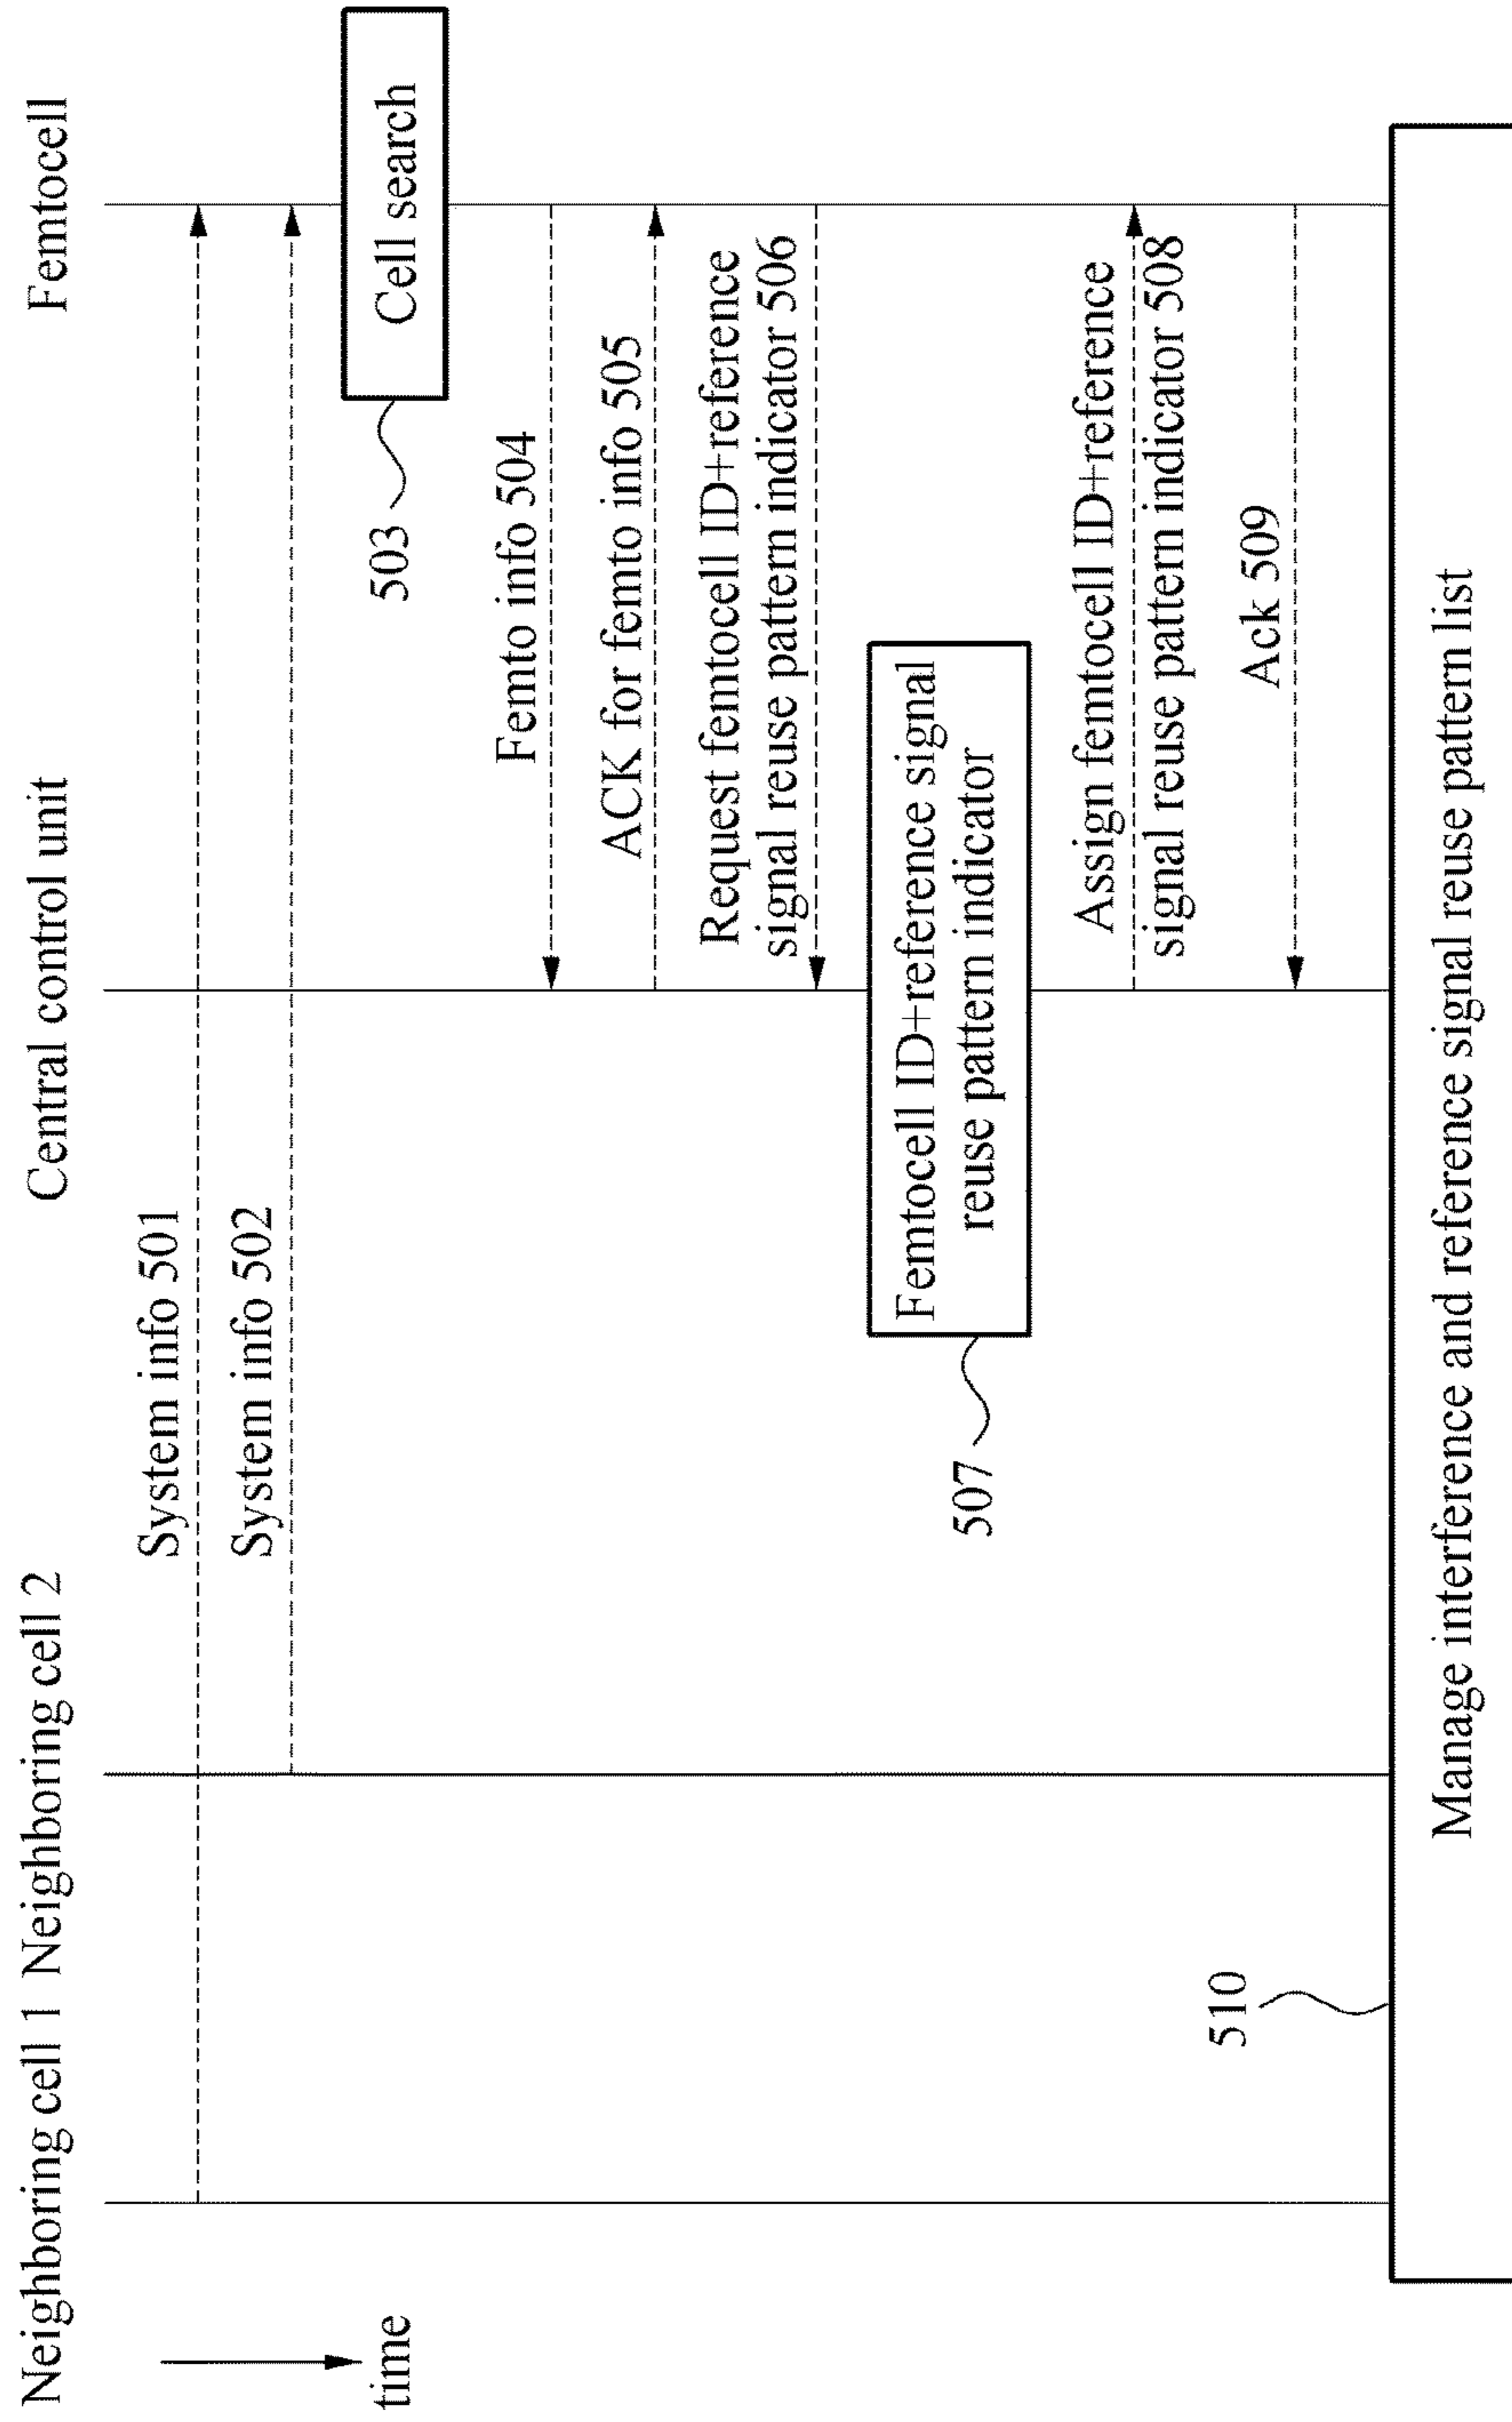 Neighboring cell 1
Neighboring cell 2
Central control unit
Femtocell
time
System info 501
System info 502
Cell search
503
Femto info 504
ACK for femto info 505
Request femtocell ID+reference
signal reuse pattern indicator 506
Femtocell ID+reference signal
reuse pattern indicator
507
Assign femtocell ID+reference
signal reuse pattern indicator 508
Ack 509
510
Manage interference and reference signal reuse pattern list